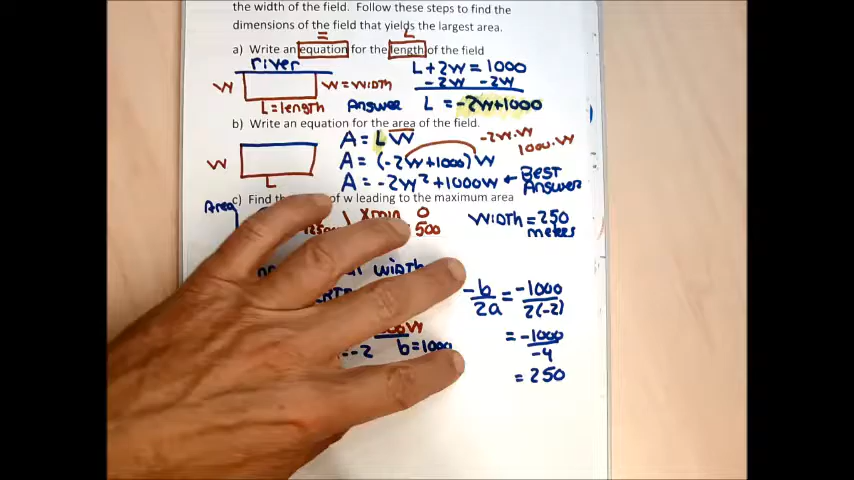 the width of the field. Follow these steps to find the
dimensions of the field that yields the largest area.
= L
a) Write an equation for the length of the field
river
W W = WIDTH
L = length
L + 2W = 1000
-2W -2W
Answer L = -2W + 1000
b) Write an equation for the area of the field.
W
L
A = L W
A = (-2W + 1000) W
-2W·W
1000·W
A = -2W² + 1000W ← BEST
Answer
c) Find the of w leading to the maximum area
Area
Xmin 0
500
WIDTH = 250
meters
WIDTH
W
-2 b = 1000
-b/2a = -1000/2(-2)
= -1000/-4
= 250